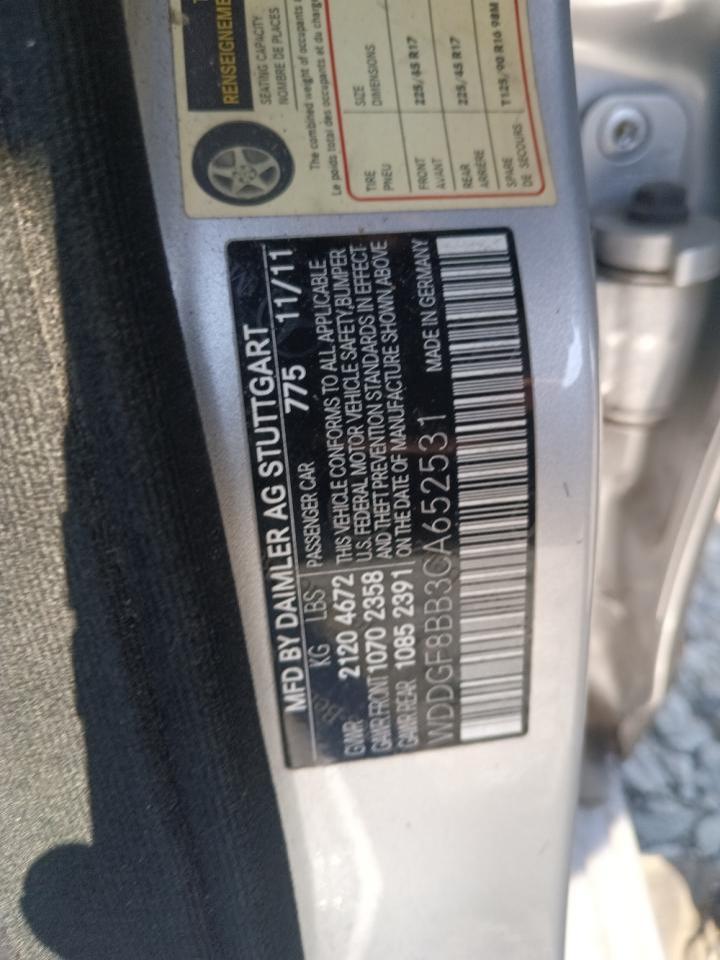 RENSEIGNEME
SEATING CAPACITY
NOMBRE DE PLACES
The combined weight of occupants
Le poids total des occupants et du charge
TIRE SIZE
PNEU DIMENSIONS
FRONT 225/45 R17
AVANT
REAR 225/45 R17
ARRIERE
SPARE T125/90 R16 98M
DE SECOURS
MFD BY DAIMLER AG STUTTGART
775 11/11
KG LBS PASSENGER CAR
GVWR 2120 4672 THIS VEHICLE CONFORMS TO ALL APPLICABLE
GAWR FRONT 1070 2358 U.S. FEDERAL MOTOR VEHICLE SAFETY, BUMPER
GAWR REAR 1085 2391 AND THEFT PREVENTION STANDARDS IN EFFECT
ON THE DATE OF MANUFACTURE SHOWN ABOVE
WDDGF8BB3CA652531 MADE IN GERMANY